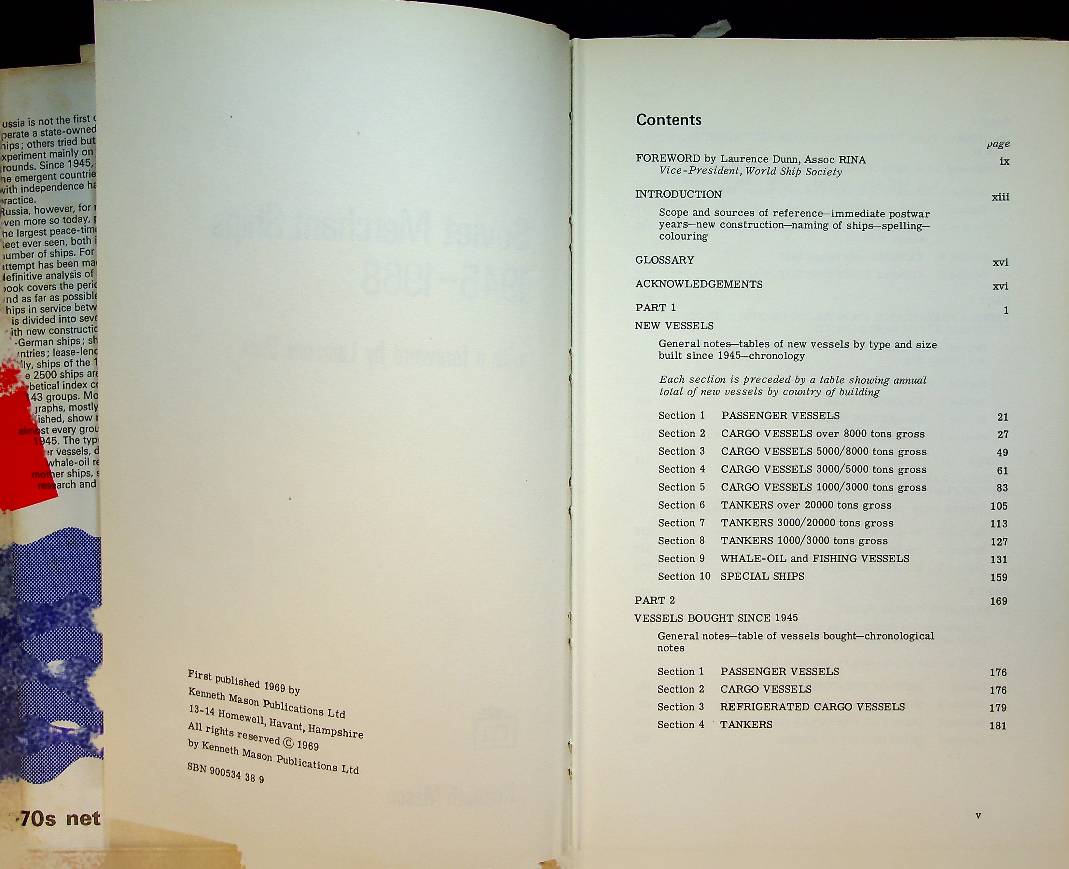 ussia is not the first
perate a state-owned
hips; others tried but
xperiment mainly on
rounds. Since 1945,
he emergent countrie
with independence ha
ractice.
Russia, however, for
ven more so today,
he largest peace-time
leet ever seen, both
umber of ships. For
ttempt has been ma
definitive analysis of
book covers the peri
nd as far as possible
hips in service betw
is divided into seve
ith new constructio
-German ships; sh
ntries; lease-lend
lly, ships of the 1
e 2500 ships are
betical index
43 groups. Mo
graphs, mostly
ished, show
st every grou
1945. The typ
er vessels, d
whale-oil re
mother ships, s
research and
70s net
First published 1969 by
Kenneth Mason Publications Ltd
13-14 Homewell, Havant, Hampshire
All rights reserved © 1969
by Kenneth Mason Publications Ltd
SBN 900534 38 9
Contents
page
FOREWORD by Laurence Dunn, Assoc RINA ix
Vice-President, World Ship Society
INTRODUCTION xiii
Scope and sources of reference—immediate postwar
years—new construction—naming of ships—spelling—
colouring
GLOSSARY xvi
ACKNOWLEDGEMENTS xvi
PART 1 1
NEW VESSELS
General notes—tables of new vessels by type and size
built since 1945—chronology
Each section is preceded by a table showing annual
total of new vessels by country of building
Section 1 PASSENGER VESSELS 21
Section 2 CARGO VESSELS over 8000 tons gross 27
Section 3 CARGO VESSELS 5000/8000 tons gross 49
Section 4 CARGO VESSELS 3000/5000 tons gross 61
Section 5 CARGO VESSELS 1000/3000 tons gross 83
Section 6 TANKERS over 20000 tons gross 105
Section 7 TANKERS 3000/20000 tons gross 113
Section 8 TANKERS 1000/3000 tons gross 127
Section 9 WHALE-OIL and FISHING VESSELS 131
Section 10 SPECIAL SHIPS 159
PART 2 169
VESSELS BOUGHT SINCE 1945
General notes—table of vessels bought—chronological
notes
Section 1 PASSENGER VESSELS 176
Section 2 CARGO VESSELS 176
Section 3 REFRIGERATED CARGO VESSELS 179
Section 4 TANKERS 181
v